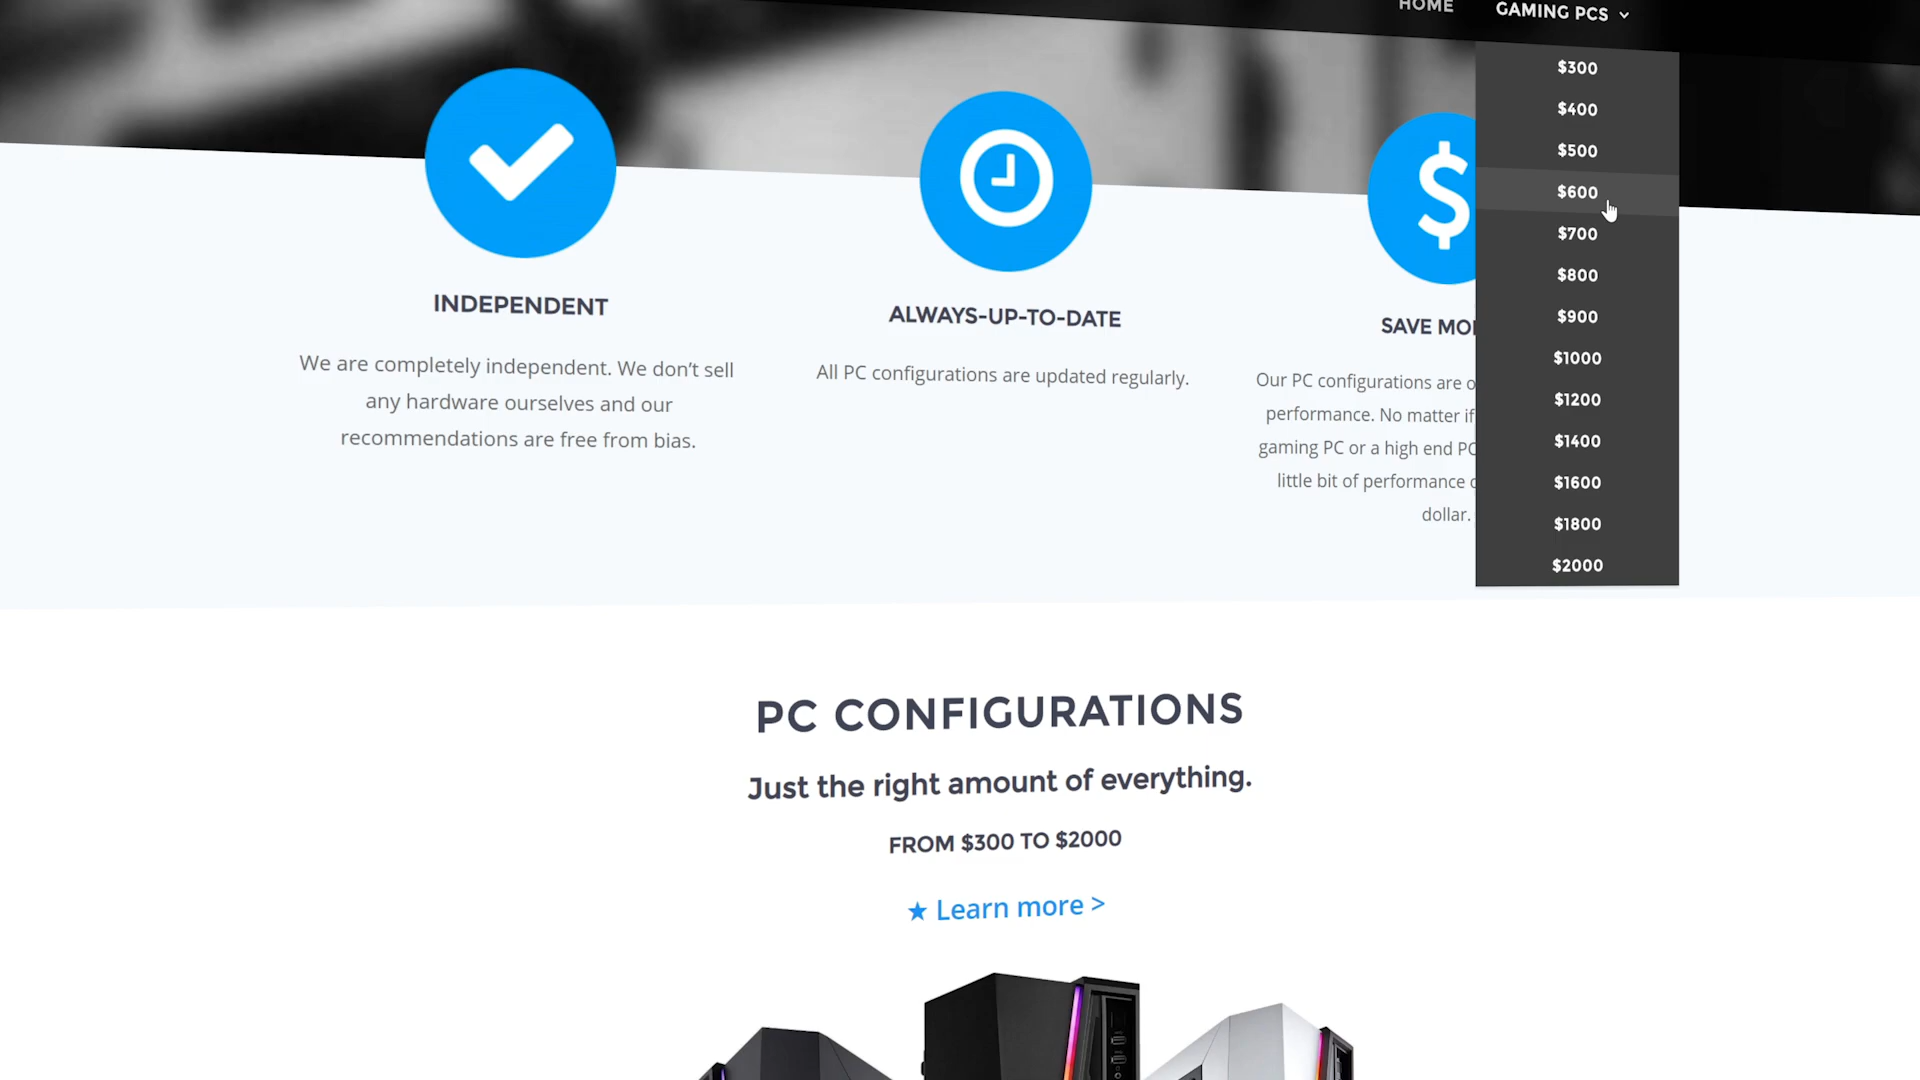 HOME
GAMING PCS
$300
$400
$500
$600
$700
$800
$900
$1000
$1200
$1400
$1600
$1800
$2000
INDEPENDENT
We are completely independent. We don’t sell
any hardware ourselves and our
recommendations are free from bias.
ALWAYS-UP-TO-DATE
All PC configurations are updated regularly.
SAVE
Our PC configurations are
performance. No matter if
gaming PC or a high end PC
little bit of performance
dollar.
PC CONFIGURATIONS
Just the right amount of everything.
FROM $300 TO $2000
★ Learn more >